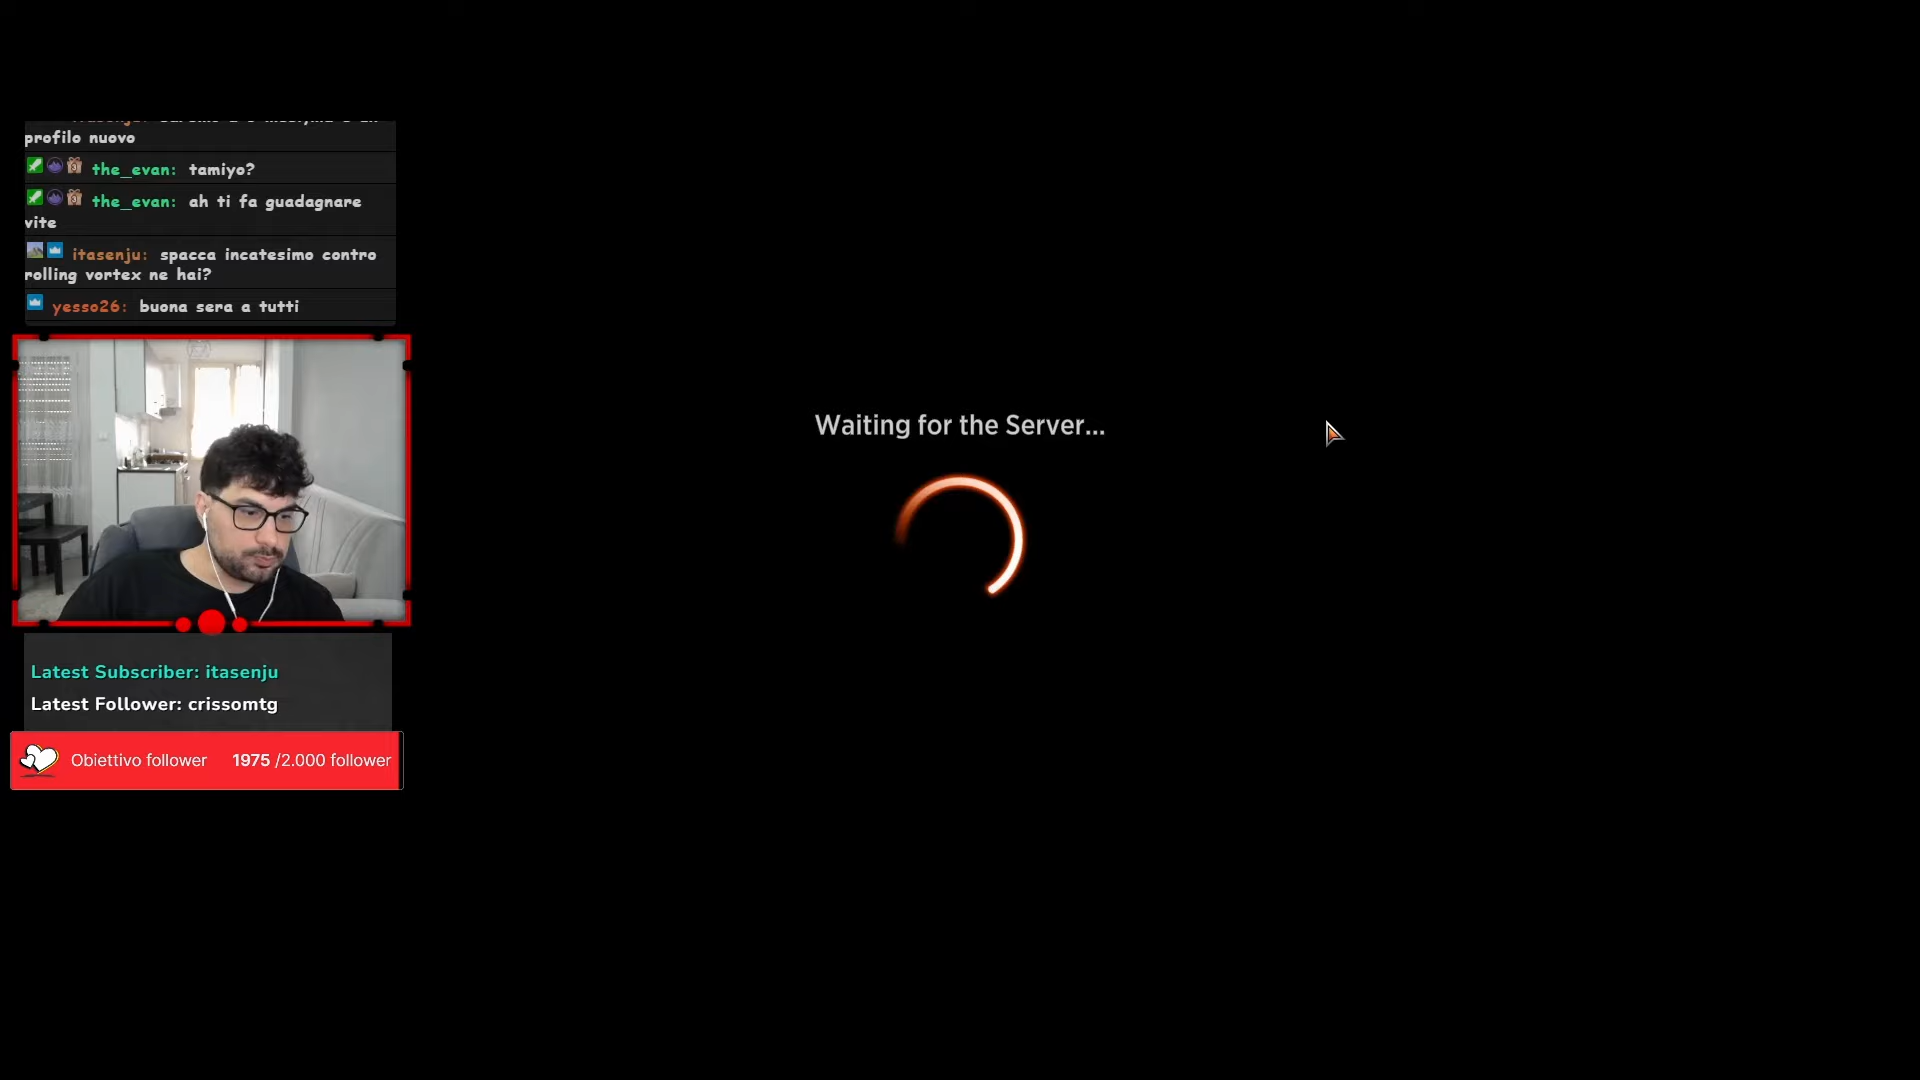 profilo nuovo
the_evan: tamiyo?
the_evan: ah ti fa guadagnare
vite
itasenju: spacca incatesimo contro
rolling vortex ne hai?
yesso26: buona sera a tutti
Waiting for the Server...
Latest Subscriber: itasenju
Latest Follower: crissomtg
Obiettivo follower 1975 /2.000 follower